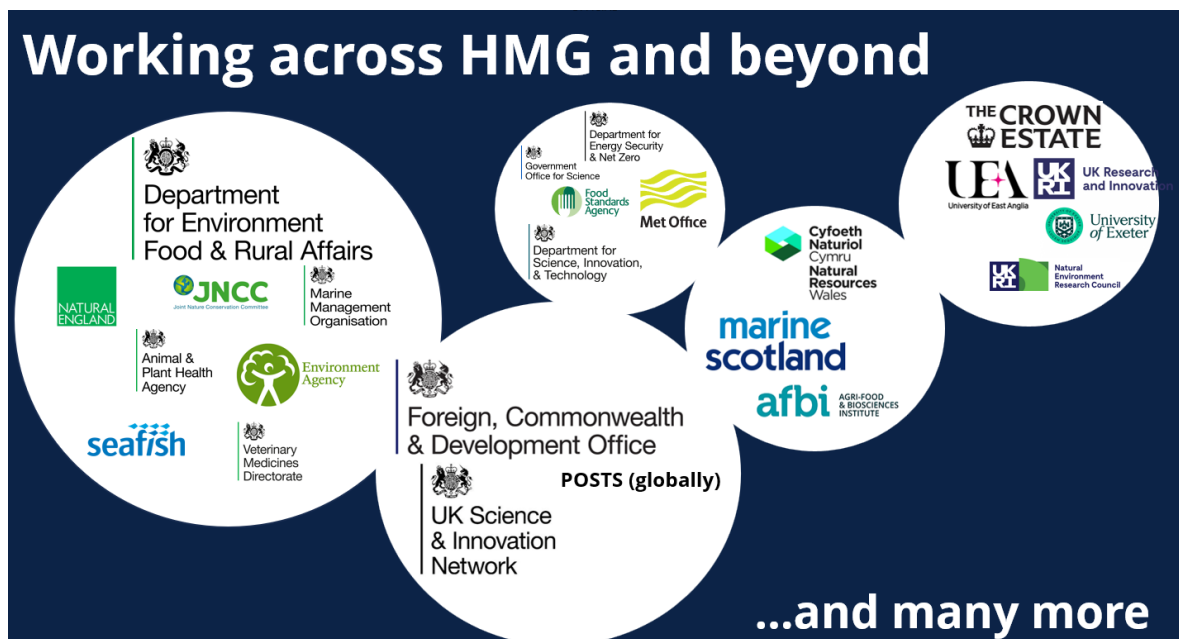 Working across HMG and beyond
Department
for Environment
Food & Rural Affairs
NATURAL
ENGLAND
JNCC
Joint Nature Conservation Committee
Marine
Management
Organisation
Animal &
Plant Health
Agency
Environment
Agency
seafish
Veterinary
Medicines
Directorate
Department for
Energy Security
& Net Zero
Government
Office for Science
Food
Standards
Agency
Met Office
Department for
Science, Innovation,
& Technology
Foreign, Commonwealth
& Development Office
POSTS (globally)
UK Science
& Innovation
Network
Cyfoeth
Naturiol
Cymru
Natural
Resources
Wales
marine
scotland
afbi
AGRI-FOOD
& BIOSCIENCES
INSTITUTE
THE CROWN
ESTATE
UEA
University of East Anglia
UK
RI
UK Research
and Innovation
University
of Exeter
UK
RI
Natural
Environment
Research Council
...and many more